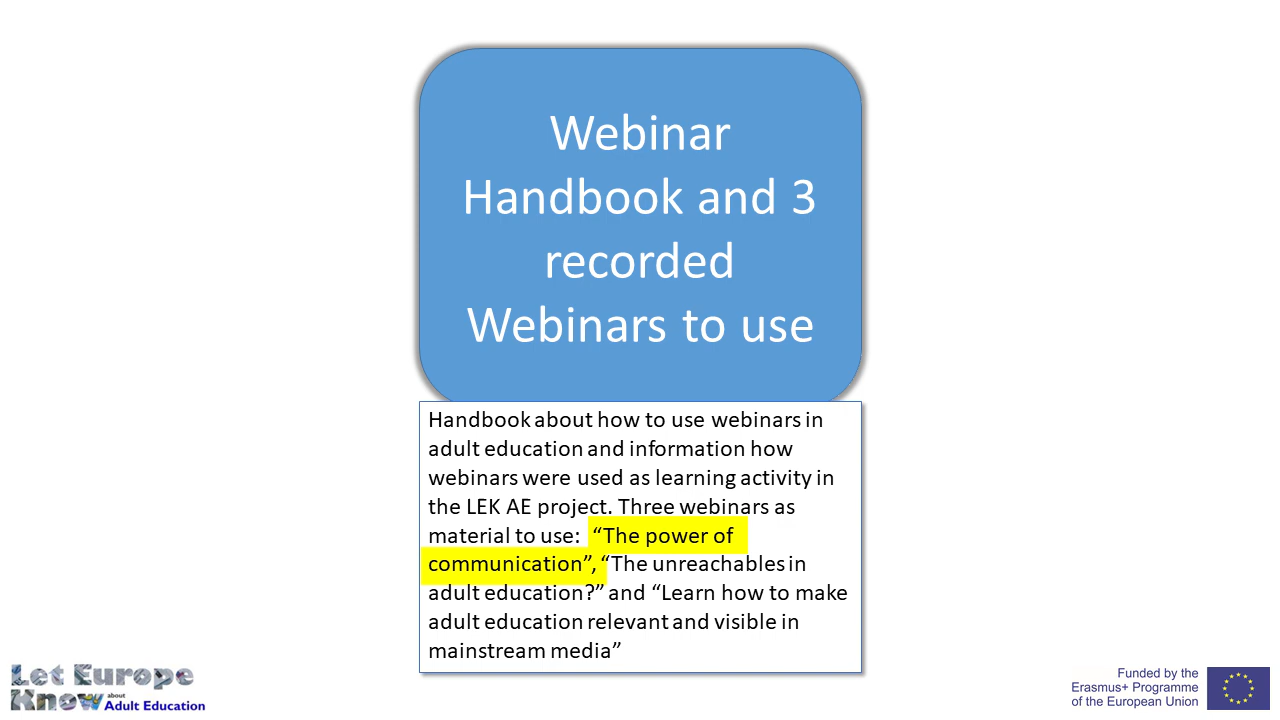 Webinar
Handbook and 3
recorded
Webinars to use
Handbook about how to use webinars in
adult education and information how
webinars were used as learning activity in
the LEK AE project. Three webinars as
material to use: “The power of
communication”, “The unreachables in
adult education?” and “Learn how to make
adult education relevant and visible in
mainstream media”
Let Europe
Know about
Adult Education
Funded by the
Erasmus+ Programme
of the European Union